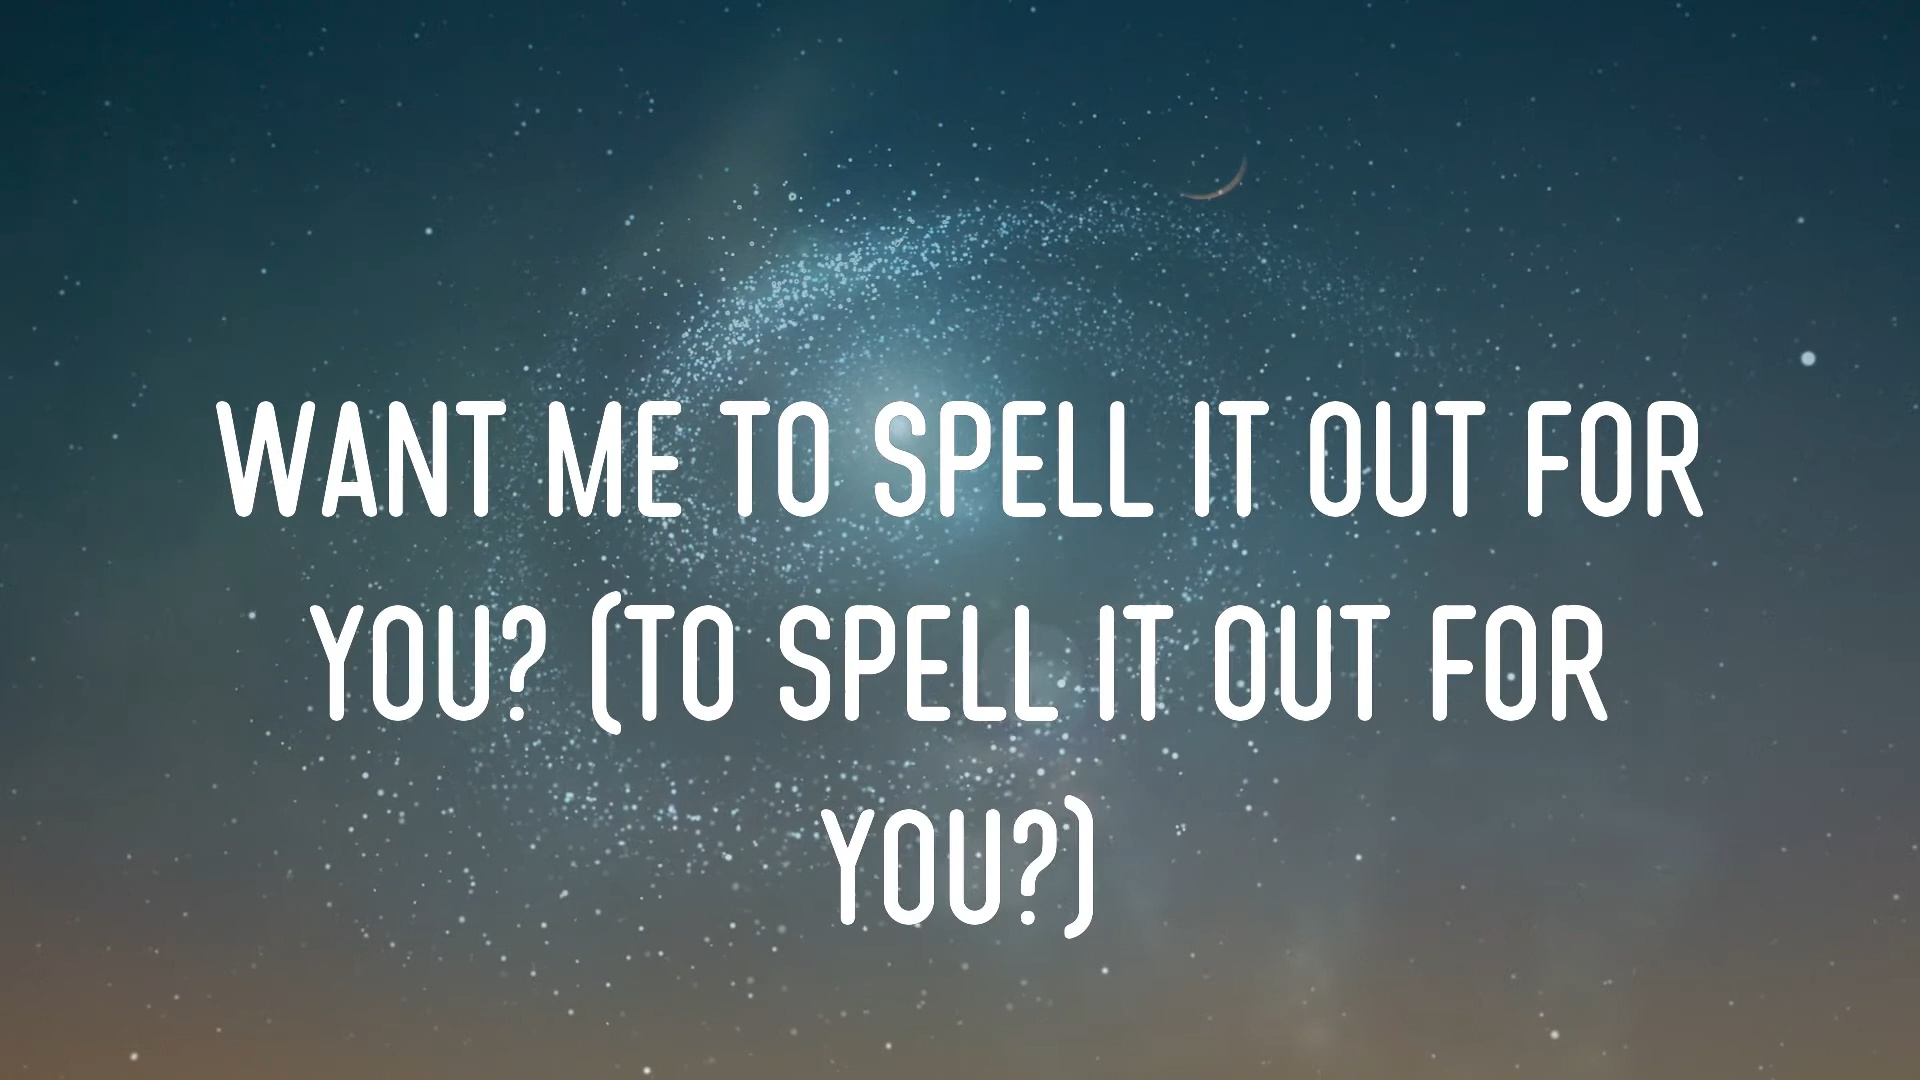 WANT ME TO SPELL IT OUT FOR
YOU? (TO SPELL IT OUT FOR
YOU?)